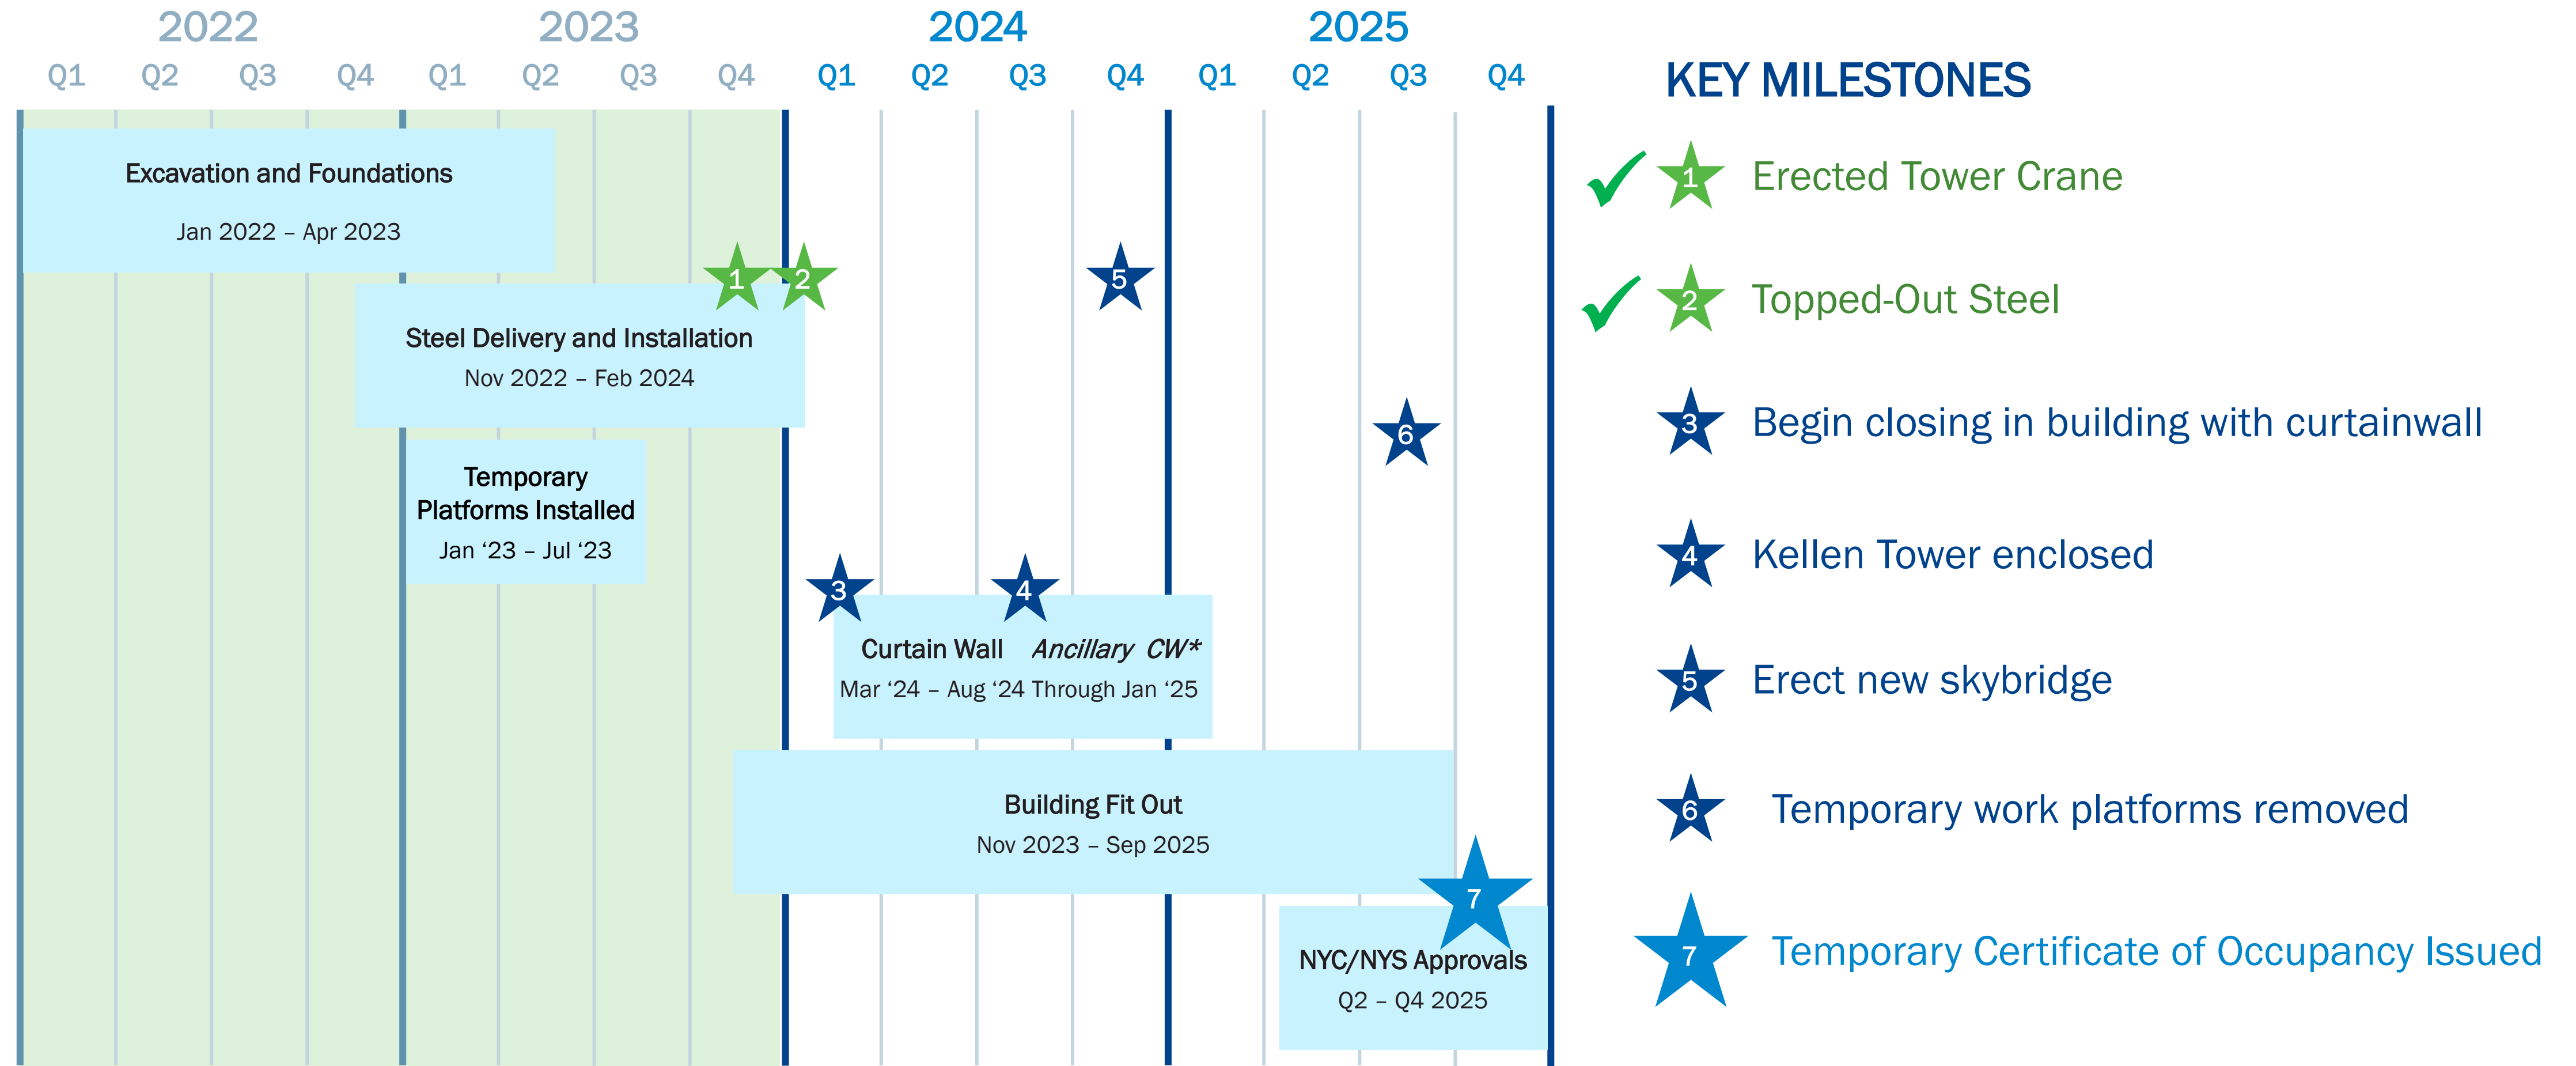 2022 2023 2024 2025
Q1 Q2 Q3 Q4 Q1 Q2 Q3 Q4 Q1 Q2 Q3 Q4 Q1 Q2 Q3 Q4
Excavation and Foundations
Jan 2022 – Apr 2023
1 2 5
Steel Delivery and Installation
Nov 2022 – Feb 2024
6
Temporary
Platforms Installed
Jan ‘23 – Jul ‘23
3 4
Curtain Wall Ancillary CW*
Mar ‘24 – Aug ‘24 Through Jan ‘25
Building Fit Out
Nov 2023 – Sep 2025
7
NYC/NYS Approvals
Q2 – Q4 2025
KEY MILESTONES
1 Erected Tower Crane
2 Topped-Out Steel
3 Begin closing in building with curtainwall
4 Kellen Tower enclosed
5 Erect new skybridge
6 Temporary work platforms removed
7 Temporary Certificate of Occupancy Issued